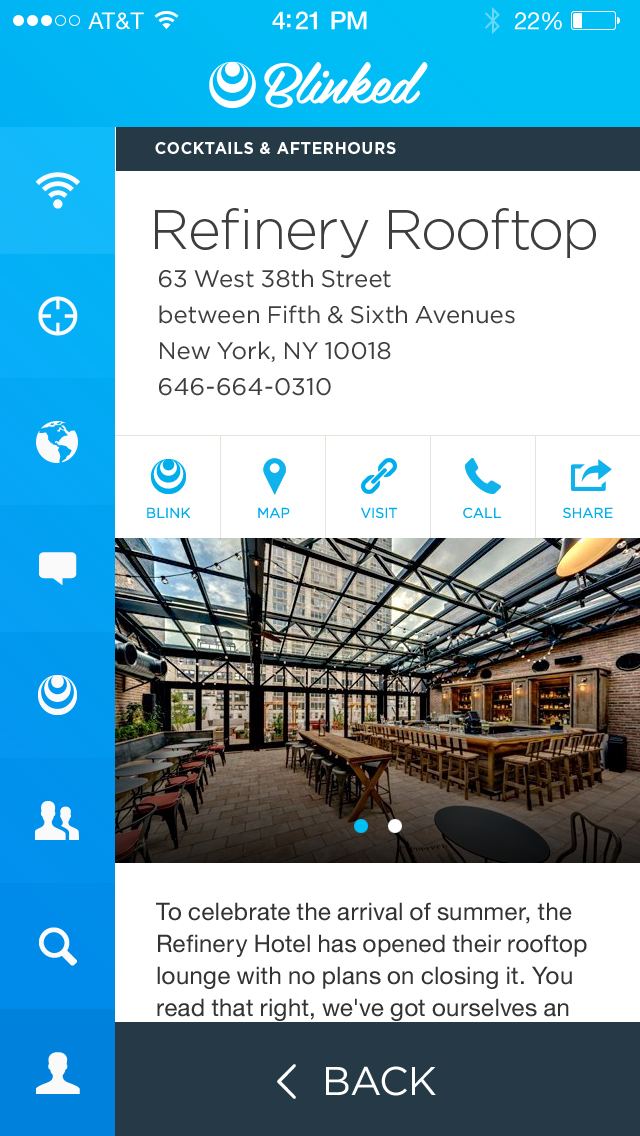 AT&T 4:21 PM 22%
Blinked
COCKTAILS & AFTERHOURS
Refinery Rooftop
63 West 38th Street
between Fifth & Sixth Avenues
New York, NY 10018
646-664-0310
BLINK MAP VISIT CALL SHARE
To celebrate the arrival of summer, the
Refinery Hotel has opened their rooftop
lounge with no plans on closing it. You
read that right, we've got ourselves an
BACK